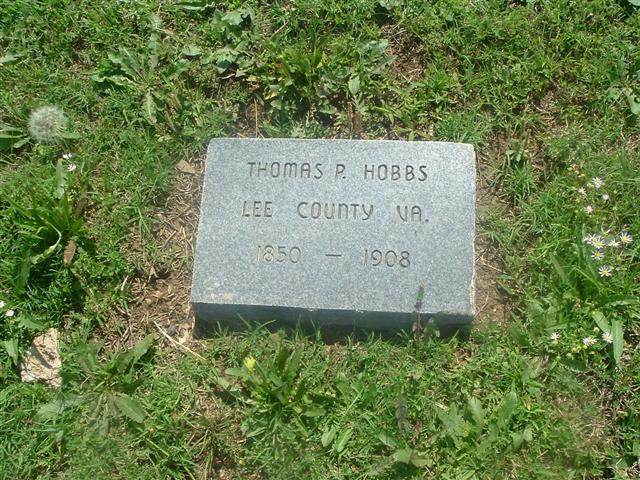 THOMAS P. HOBBS
LEE COUNTY VA.
1850 — 1908